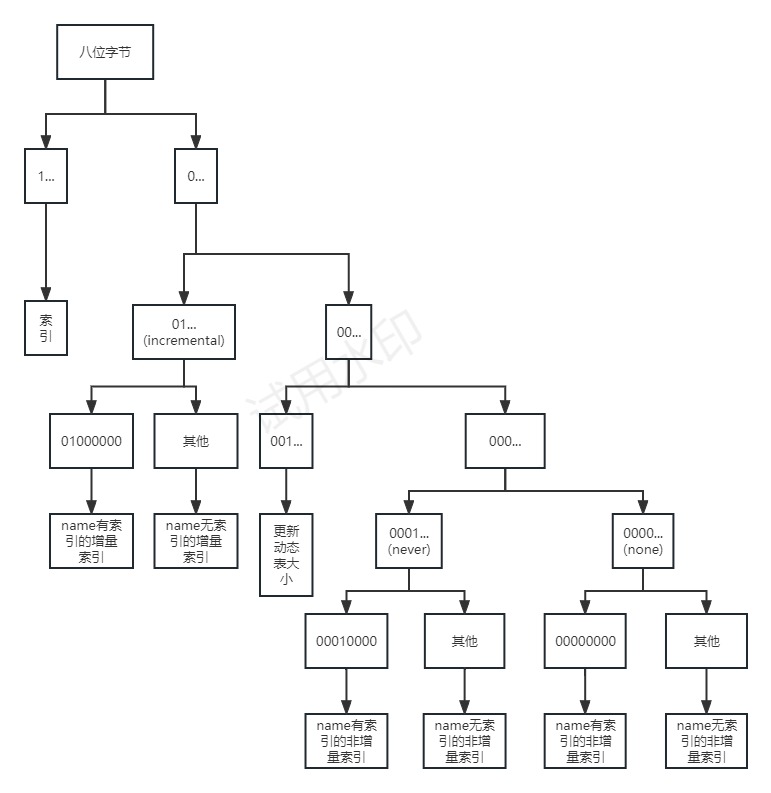 八位字节
1...
0...
索
引
01...
(incremental)
00...
试用水印
01000000
其他
001...
000...
name有索
引的增量
索引
name无索
引的增量
索引
更新
动态
表大
小
0001...
(never)
0000...
(none)
00010000
其他
00000000
其他
name有索
引的非增
量索引
name无索
引的非增
量索引
name有索
引的非增
量索引
name无索
引的非增
量索引